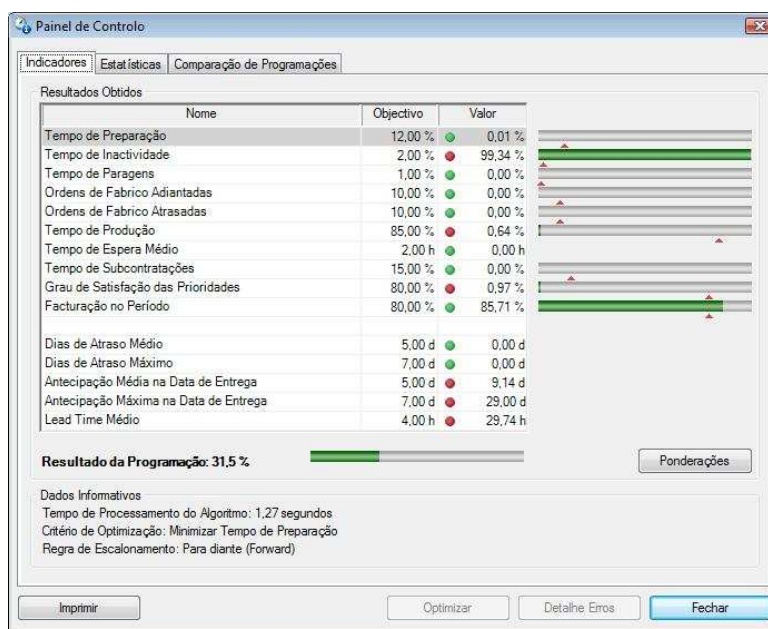 Painel de Controlo
Indicadores Estatísticas Comparação de Programações
Resultados Obtidos
Nome Objectivo Valor
Tempo de Preparação 12,00 % 0,01 %
Tempo de Inactividade 2,00 % 99,34 %
Tempo de Paragens 1,00 % 0,00 %
Ordens de Fabrico Adiantadas 10,00 % 0,00 %
Ordens de Fabrico Atrasadas 10,00 % 0,00 %
Tempo de Produção 85,00 % 0,64 %
Tempo de Espera Médio 2,00 h 0,00 h
Tempo de Subcontratações 15,00 % 0,00 %
Grau de Satisfação das Prioridades 80,00 % 0,97 %
Facturação no Período 80,00 % 85,71 %
Dias de Atraso Médio 5,00 d 0,00 d
Dias de Atraso Máximo 7,00 d 0,00 d
Antecipação Média na Data de Entrega 5,00 d 9,14 d
Antecipação Máxima na Data de Entrega 7,00 d 29,00 d
Lead Time Médio 4,00 h 29,74 h
Resultado da Programação: 31,5 % Ponderações
Dados Informativos
Tempo de Processamento do Algoritmo: 1,27 segundos
Critério de Optimização: Minimizar Tempo de Preparação
Regra de Escalonamento: Para diante (Forward)
Imprimir Optimizar Detalhe Erros Fechar